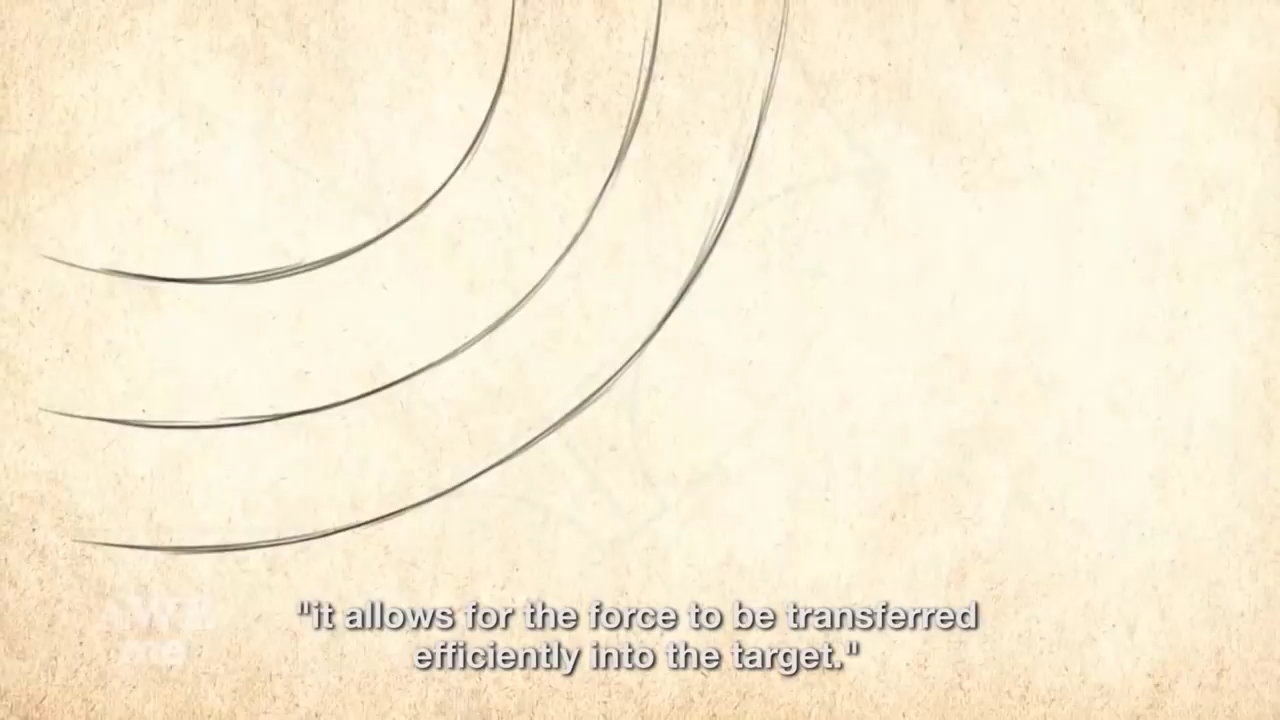 "it allows for the force to be transferred
efficiently into the target."